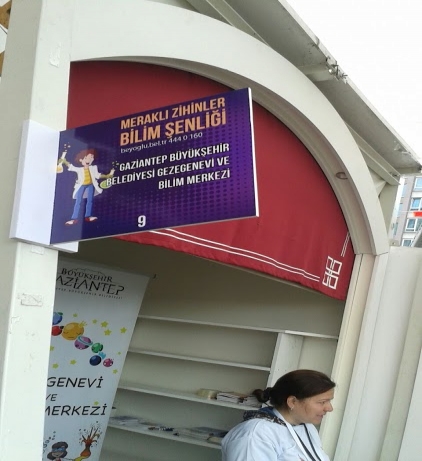 MERAKLI ZİHİNLER
BİLİM ŞENLİĞİ
beyoglu.bel.tr 444 0 160
GAZİANTEP BÜYÜKŞEHİR
BELEDİYESİ GEZEGENEVİ VE
BİLİM MERKEZİ
9
BÜYÜKŞEHİR
GAZİANTEP
GENEVİ
VE
MERKEZİ